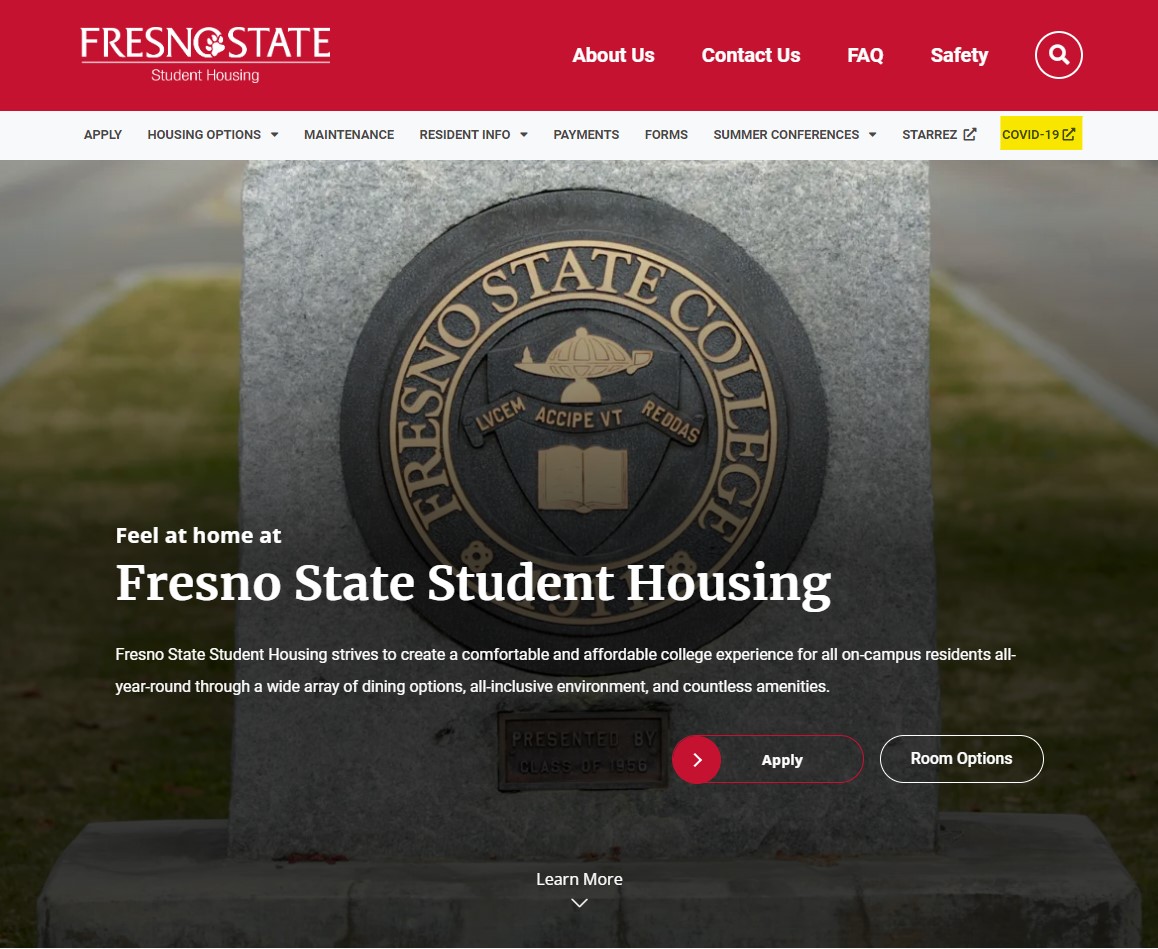 FRESNO STATE
Student Housing
About Us
Contact Us
FAQ
Safety
APPLY
HOUSING OPTIONS
MAINTENANCE
RESIDENT INFO
PAYMENTS
FORMS
SUMMER CONFERENCES
STARREZ
COVID-19
FRESNO STATE COLLEGE
LVCEM ACCIPE VT REDDAS
Feel at home at
Fresno State Student Housing
Fresno State Student Housing strives to create a comfortable and affordable college experience for all on-campus residents all-
year-round through a wide array of dining options, all-inclusive environment, and countless amenities.
PRESENTED BY
CLASS OF 1956
Apply
Room Options
Learn More